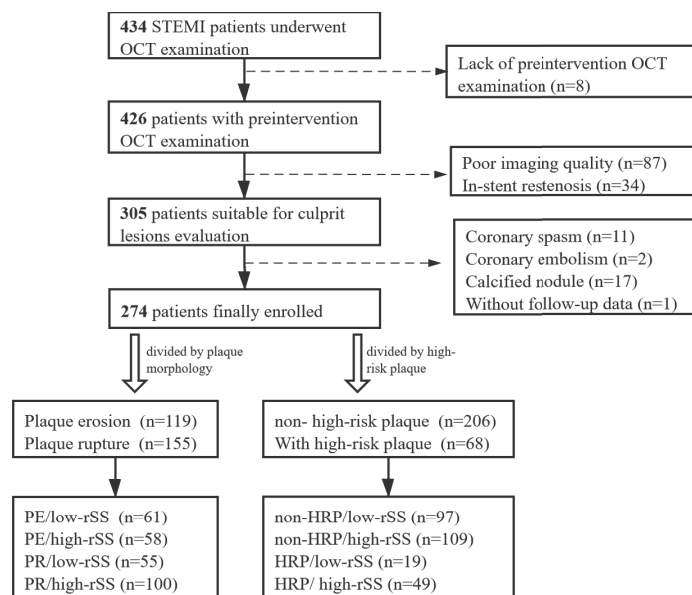 434 STEMI patients underwent
OCT examination
Lack of preintervention OCT
examination (n=8)
426 patients with preintervention
OCT examination
Poor imaging quality (n=87)
In-stent restenosis (n=34)
305 patients suitable for culprit
lesions evaluation
Coronary spasm (n=11)
Coronary embolism (n=2)
Calcified nodule (n=17)
Without follow-up data (n=1)
274 patients finally enrolled
divided by plaque
morphology
divided by high-
risk plaque
Plaque erosion (n=119)
Plaque rupture (n=155)
non- high-risk plaque (n=206)
With high-risk plaque (n=68)
PE/low-rSS (n=61)
PE/high-rSS (n=58)
PR/low-rSS (n=55)
PR/high-rSS (n=100)
non-HRP/low-rSS (n=97)
non-HRP/high-rSS (n=109)
HRP/low-rSS (n=19)
HRP/ high-rSS (n=49)